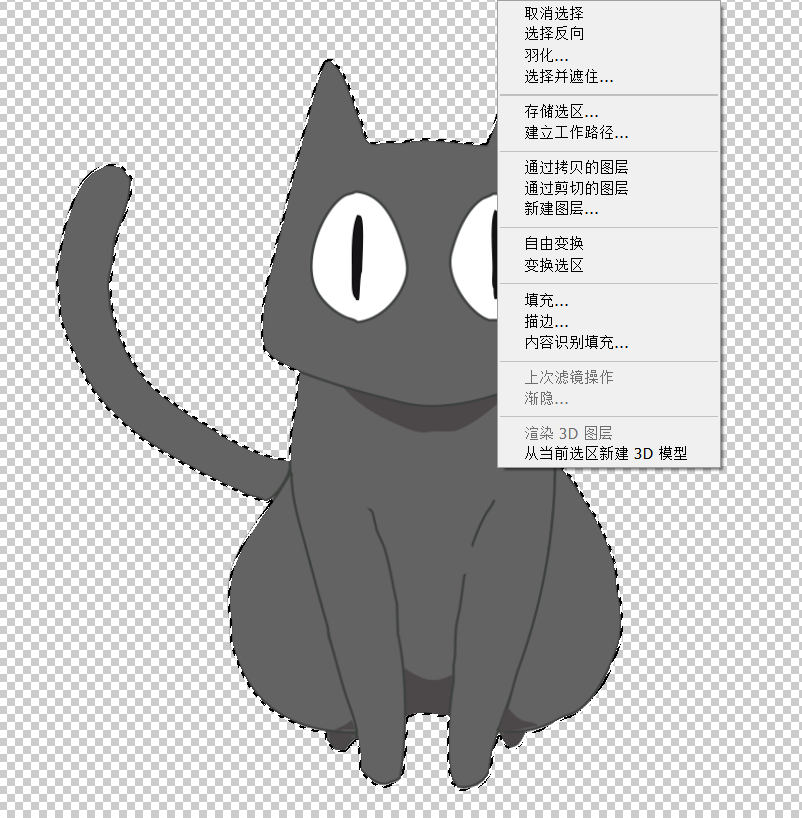 取消选择
选择反向
羽化...
选择并遮住...
存储选区...
建立工作路径...
通过拷贝的图层
通过剪切的图层
新建图层...
自由变换
变换选区
填充...
描边...
内容识别填充...
上次滤镜操作
渐隐...
渲染 3D 图层
从当前选区新建 3D 模型